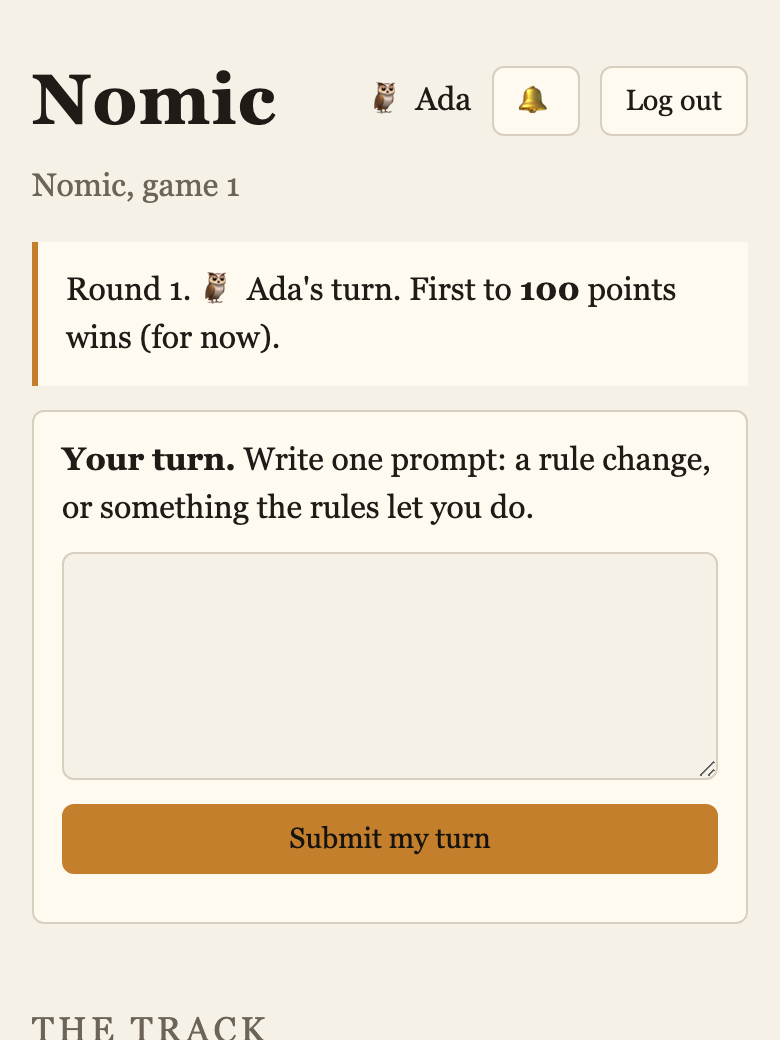 Nomic
🦉 Ada
🔔
Log out
Nomic, game 1
Round 1. 🦉 Ada's turn. First to 100 points
wins (for now).
Your turn. Write one prompt: a rule change,
or something the rules let you do.
Submit my turn
THE TRACK